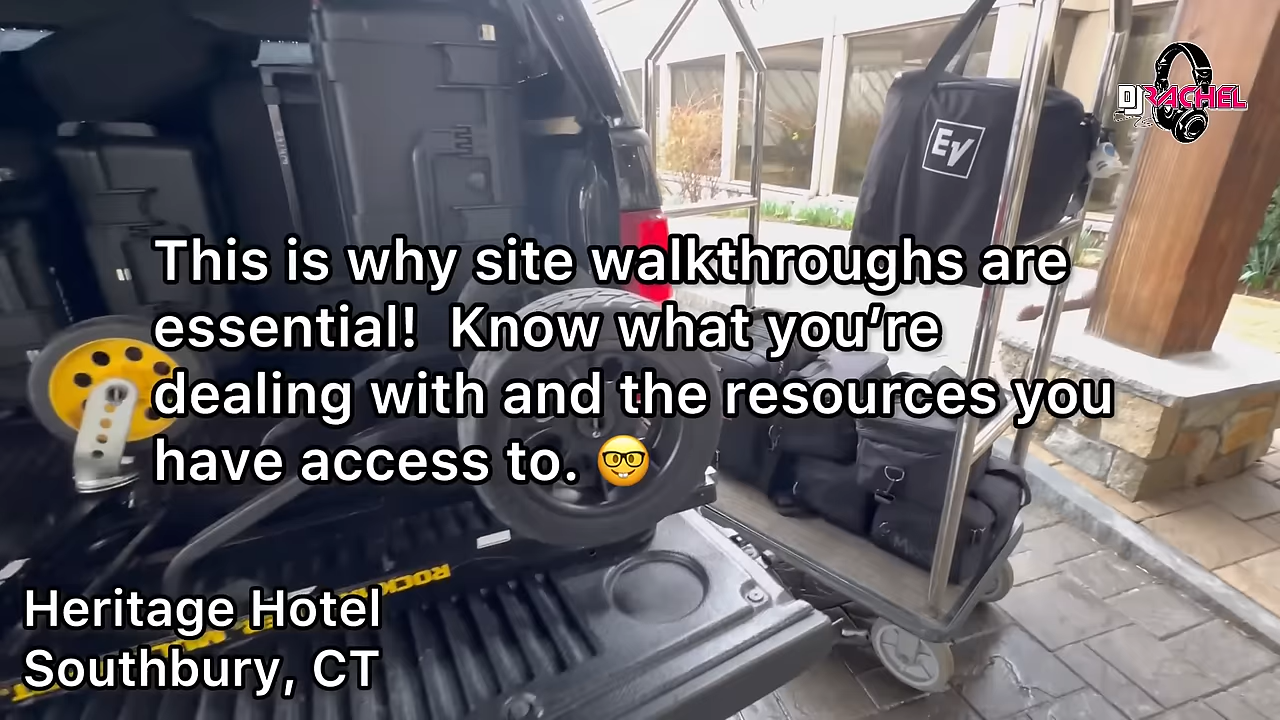 DJ RACHEL
EV
This is why site walkthroughs are
essential!  Know what you’re
dealing with and the resources you
have access to. 🤓
Heritage Hotel
Southbury, CT